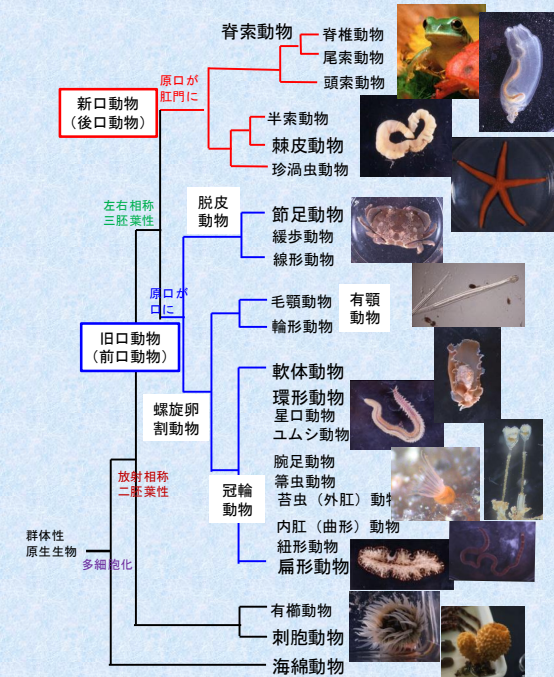 脊索動物
脊椎動物
尾索動物
頭索動物
原口が
肛門に
新口動物
(後口動物)
半索動物
棘皮動物
珍渦虫動物
左右相称
三胚葉性
脱皮
動物
節足動物
緩歩動物
線形動物
原口が
口に
毛顎動物
輪形動物
有顎
動物
旧口動物
(前口動物)
軟体動物
環形動物
星口動物
ユムシ動物
螺旋卵
割動物
腕足動物
箒虫動物
苔虫(外肛)動物
冠輪
動物
放射相称
二胚葉性
内肛(曲形)動物
紐形動物
扁形動物
群体性
原生生物
多細胞化
有櫛動物
刺胞動物
海綿動物